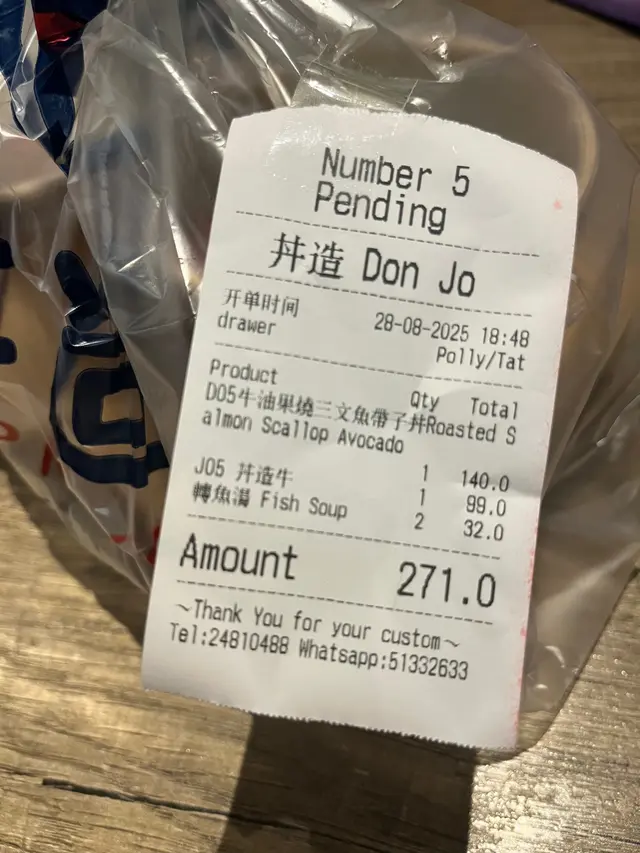 Number 5
Pending
丼造 Don Jo
开单时间 28-08-2025 18:48
drawer Polly/Tat
Product Qty Total
D05牛油果燒三文魚帶子丼Roasted S
almon Scallop Avocado
1 140.0
J05 丼造牛 1 99.0
轉魚湯 Fish Soup 2 32.0
Amount 271.0
~Thank You for your custom~
Tel:24810488 Whatsapp:51332633